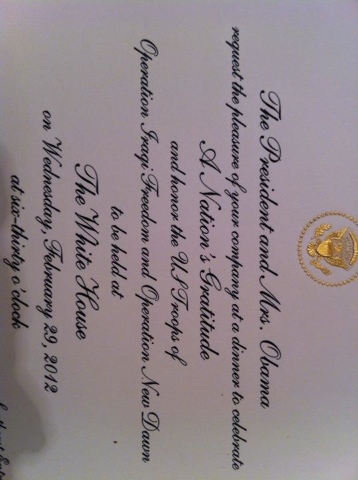 The President and Mrs. Obama
request the pleasure of your company at a dinner to celebrate
A Nation's Gratitude
and honor the US Troops of
Operation Iraqi Freedom and Operation New Dawn
to be held at
The White House
on Wednesday, February 29, 2012
at six-thirty o'clock